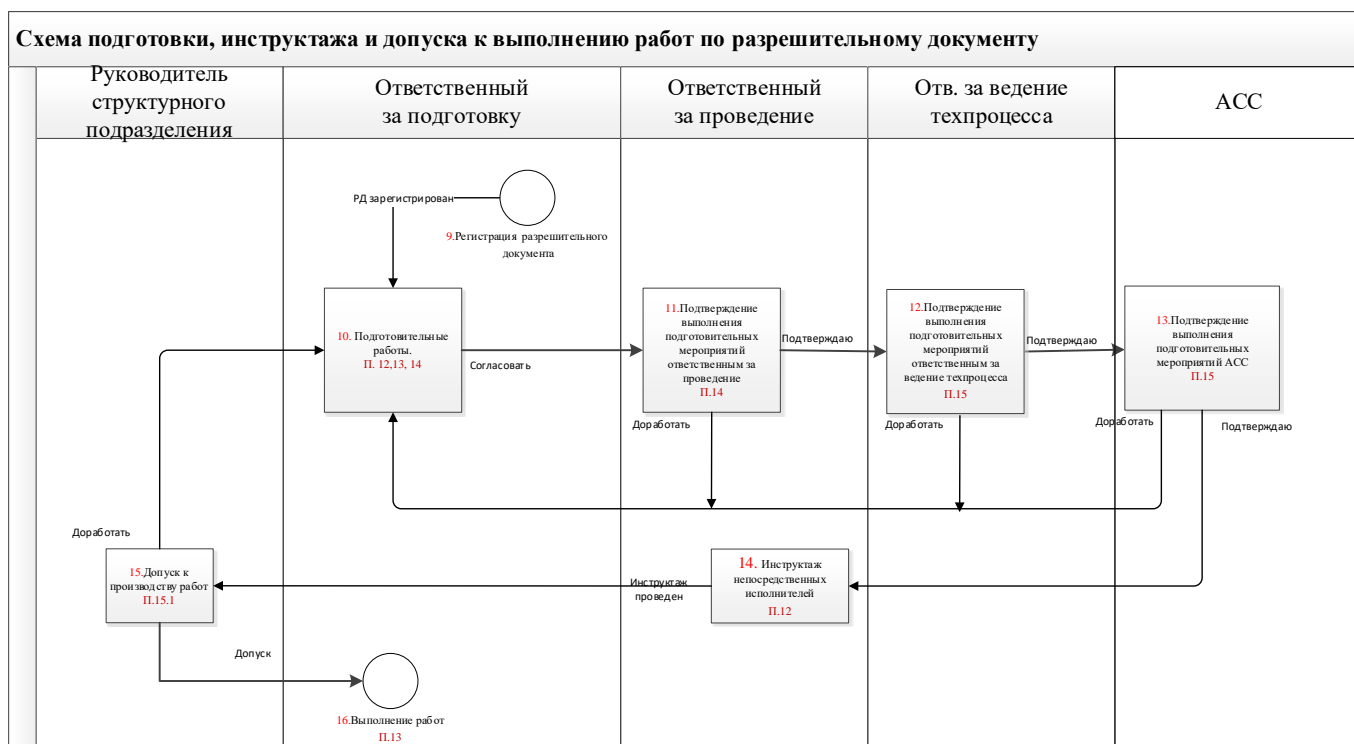 Схема подготовки, инструктажа и допуска к выполнению работ по разрешительному документу
Руководитель
структурного
подразделения
Ответственный
за подготовку
Ответственный
за проведение
Отв. за ведение
техпроцесса
АСС
РД зарегистрирован
9.Регистрация разрешительного
документа
10. Подготовительные
работы.
П. 12,13, 14
Согласовать
11.Подтверждение
выполнения
подготовительных
мероприятий
ответственным за
проведение
П.14
Подтверждаю
12.Подтверждение
выполнения
подготовительных
мероприятий
ответственным за
ведение техпроцесса
П.15
Подтверждаю
13.Подтверждение
выполнения
подготовительных
мероприятий АСС
П.15
Доработать
Доработать
Доработать
Подтверждаю
Доработать
15.Допуск к
производству работ
П.15.1
Инструктаж
проведен
14. Инструктаж
непосредственных
исполнителей
П.12
Допуск
16.Выполнение работ
П.13